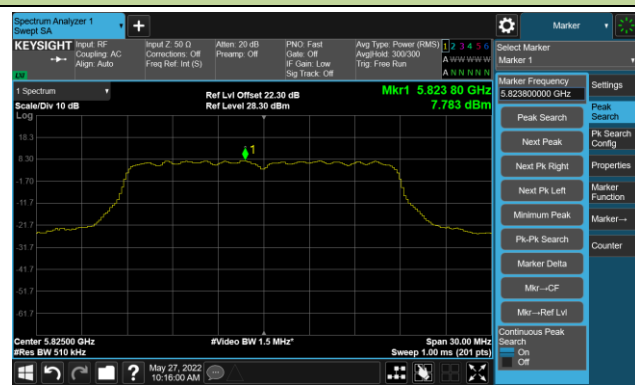 Spectrum Analyzer 1
Swept SA
+
Marker
KEYSIGHT
Input: RF
Coupling: AC
Align: Auto
Input Z: 50 Ω
Corrections: Off
Freq Ref: Int (S)
Atten: 20 dB
Preamp: Off
PNO: Fast
Gate: Off
IF Gain: Low
Sig Track: Off
Avg Type: Power (RMS)
Avg|Hold: 300/300
Trig: Free Run
1 2 3 4 5 6
A W W W W W
A N N N N N
Select Marker
Marker 1
1 Spectrum
Scale/Div 10 dB
Log
Ref Lvl Offset 22.30 dB
Ref Level 28.30 dBm
Mkr1 5.823 80 GHz
7.783 dBm
18.3
8.30
-1.70
-11.7
-21.7
-31.7
-41.7
-51.7
-61.7
1
Center 5.82500 GHz
#Res BW 510 kHz
#Video BW 1.5 MHz*
Span 30.00 MHz
Sweep 1.00 ms (201 pts)
Marker Frequency
5.823800000 GHz
Peak Search
Next Peak
Next Pk Right
Next Pk Left
Minimum Peak
Pk-Pk Search
Marker Delta
Mkr→CF
Mkr→Ref Lvl
Continuous Peak
Search
On
Off
Settings
Peak
Search
Pk Search
Config
Properties
Marker
Function
Marker→
Counter
?
May 27, 2022
10:16:00 AM